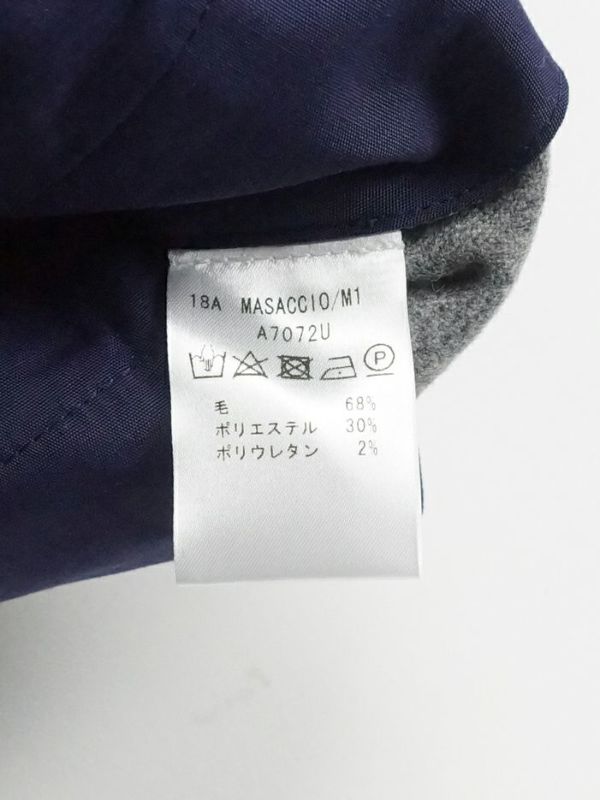 18A MASACCIO/M1
A7072U
P
毛 68%
ポリエステル 30%
ポリウレタン 2%